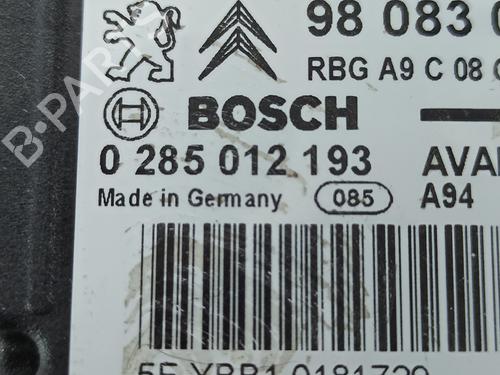 98 083
RBG A9 C 08
BOSCH
0 285 012 193 AVA
Made in Germany 085 A94
B-PARTS